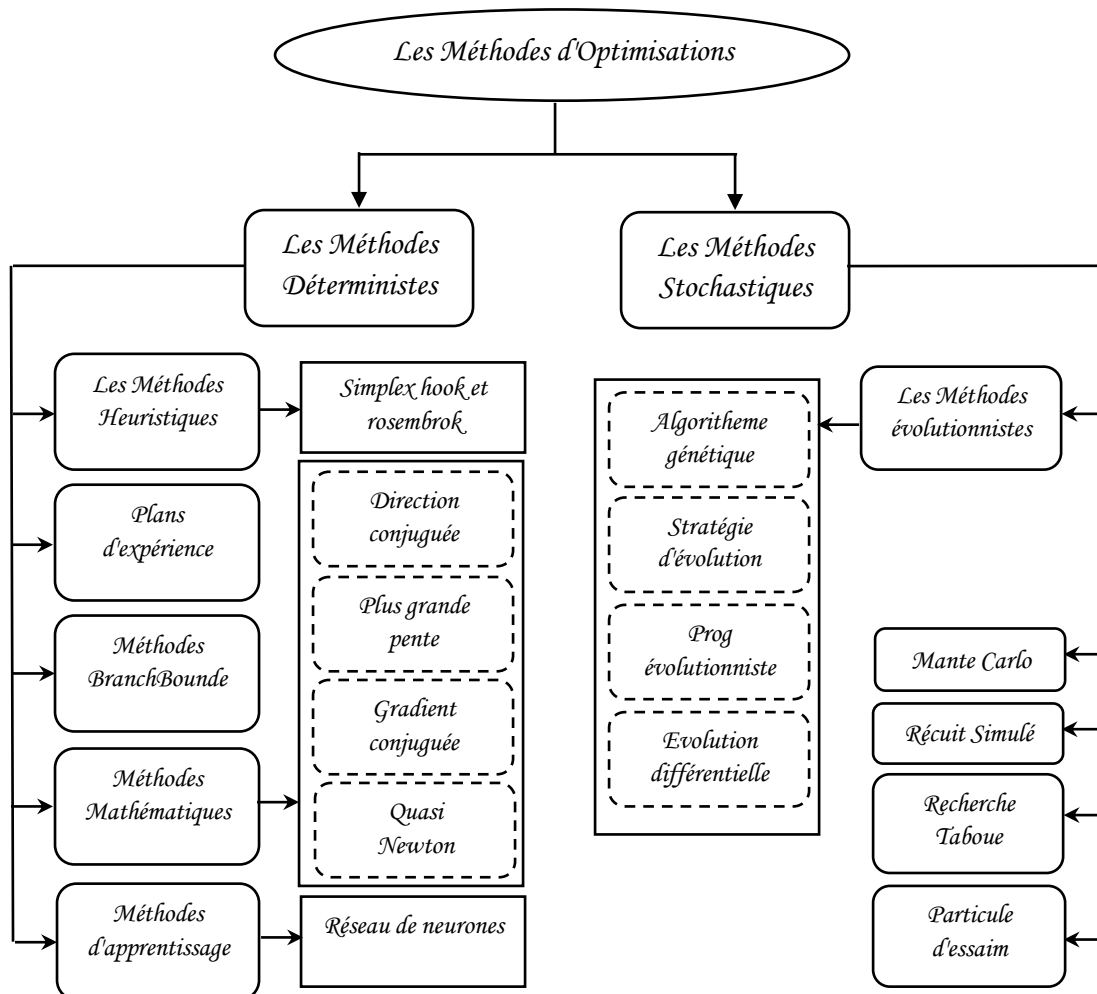 Les Méthodes d'Optimisations
Les Méthodes
Déterministes
Les Méthodes
Stochastiques
Les Méthodes
Heuristiques
Simplex hook et
rosembrok
Plans
d'expérience
Méthodes
BranchBounde
Méthodes
Mathématiques
Direction
conjuguée
Plus grande
pente
Gradient
conjuguée
Quasi
Newton
Méthodes
d'apprentissage
Réseau de neurones
Les Méthodes
évolutionnistes
Algoritheme
génétique
Stratégie
d'évolution
Prog
évolutionniste
Evolution
différentielle
Mante Carlo
Récuit Simulé
Recherche
Taboue
Particule
d'essaim